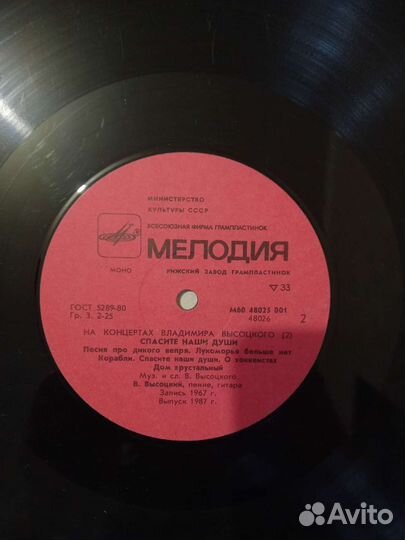 МИНИСТЕРСТВО
КУЛЬТУРЫ СССР
ВСЕСОЮЗНАЯ ФИРМА ГРАМПЛАСТИНОК
МЕЛОДИЯ
МОНО
РИЖСКИЙ ЗАВОД ГРАМПЛАСТИНОК
▽ 33
ГОСТ 5289-80
Гр. 3. 2-25
М60 48025 001
48026
2
НА КОНЦЕРТАХ ВЛАДИМИРА ВЫСОЦКОГО (2)
СПАСИТЕ НАШИ ДУШИ
Песня про дикого вепря. Лукоморья больше нет
Корабли. Спасите наши души. О хоккеистах
Дом хрустальный
Муз. и сл. В. Высоцкого
В. Высоцкий, пение, гитара
Запись 1967 г.
Выпуск 1987 г.
Avito